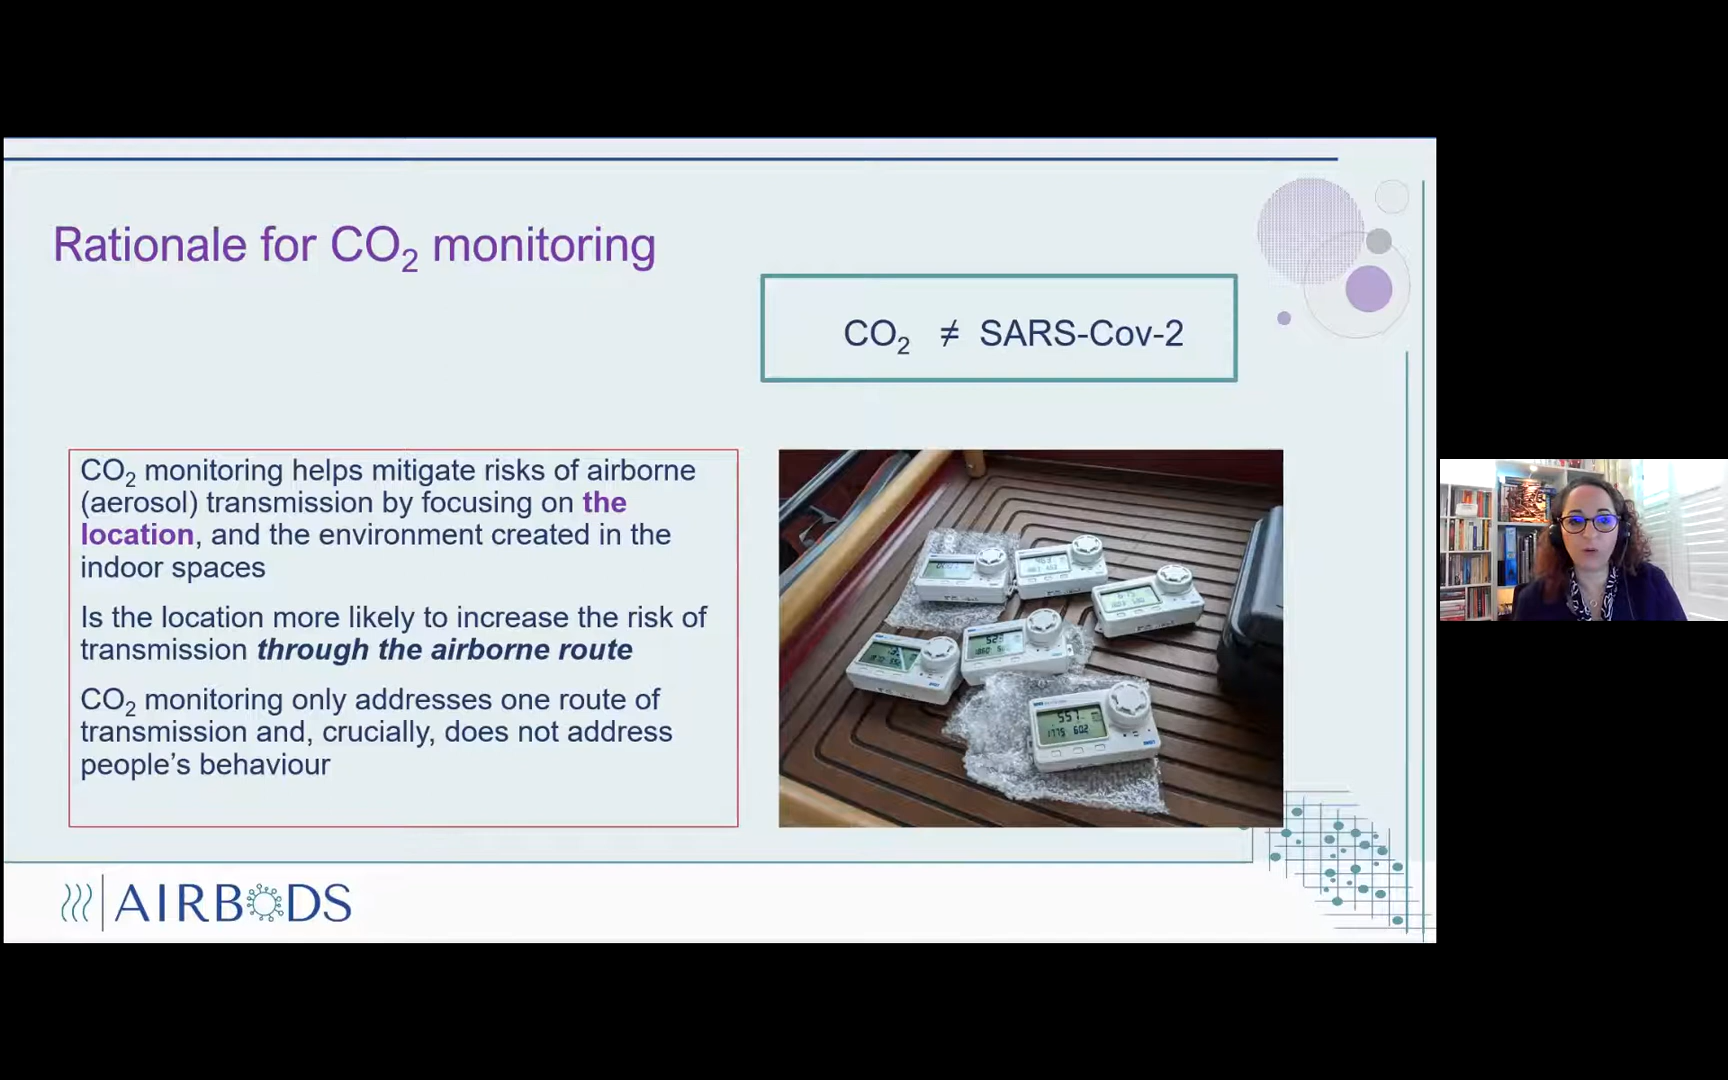 Rationale for CO₂ monitoring
CO₂ ≠ SARS-Cov-2
CO₂ monitoring helps mitigate risks of airborne
(aerosol) transmission by focusing on the
location, and the environment created in the
indoor spaces
Is the location more likely to increase the risk of
transmission through the airborne route
CO₂ monitoring only addresses one route of
transmission and, crucially, does not address
people's behaviour
557
1775 602
AIRBODS